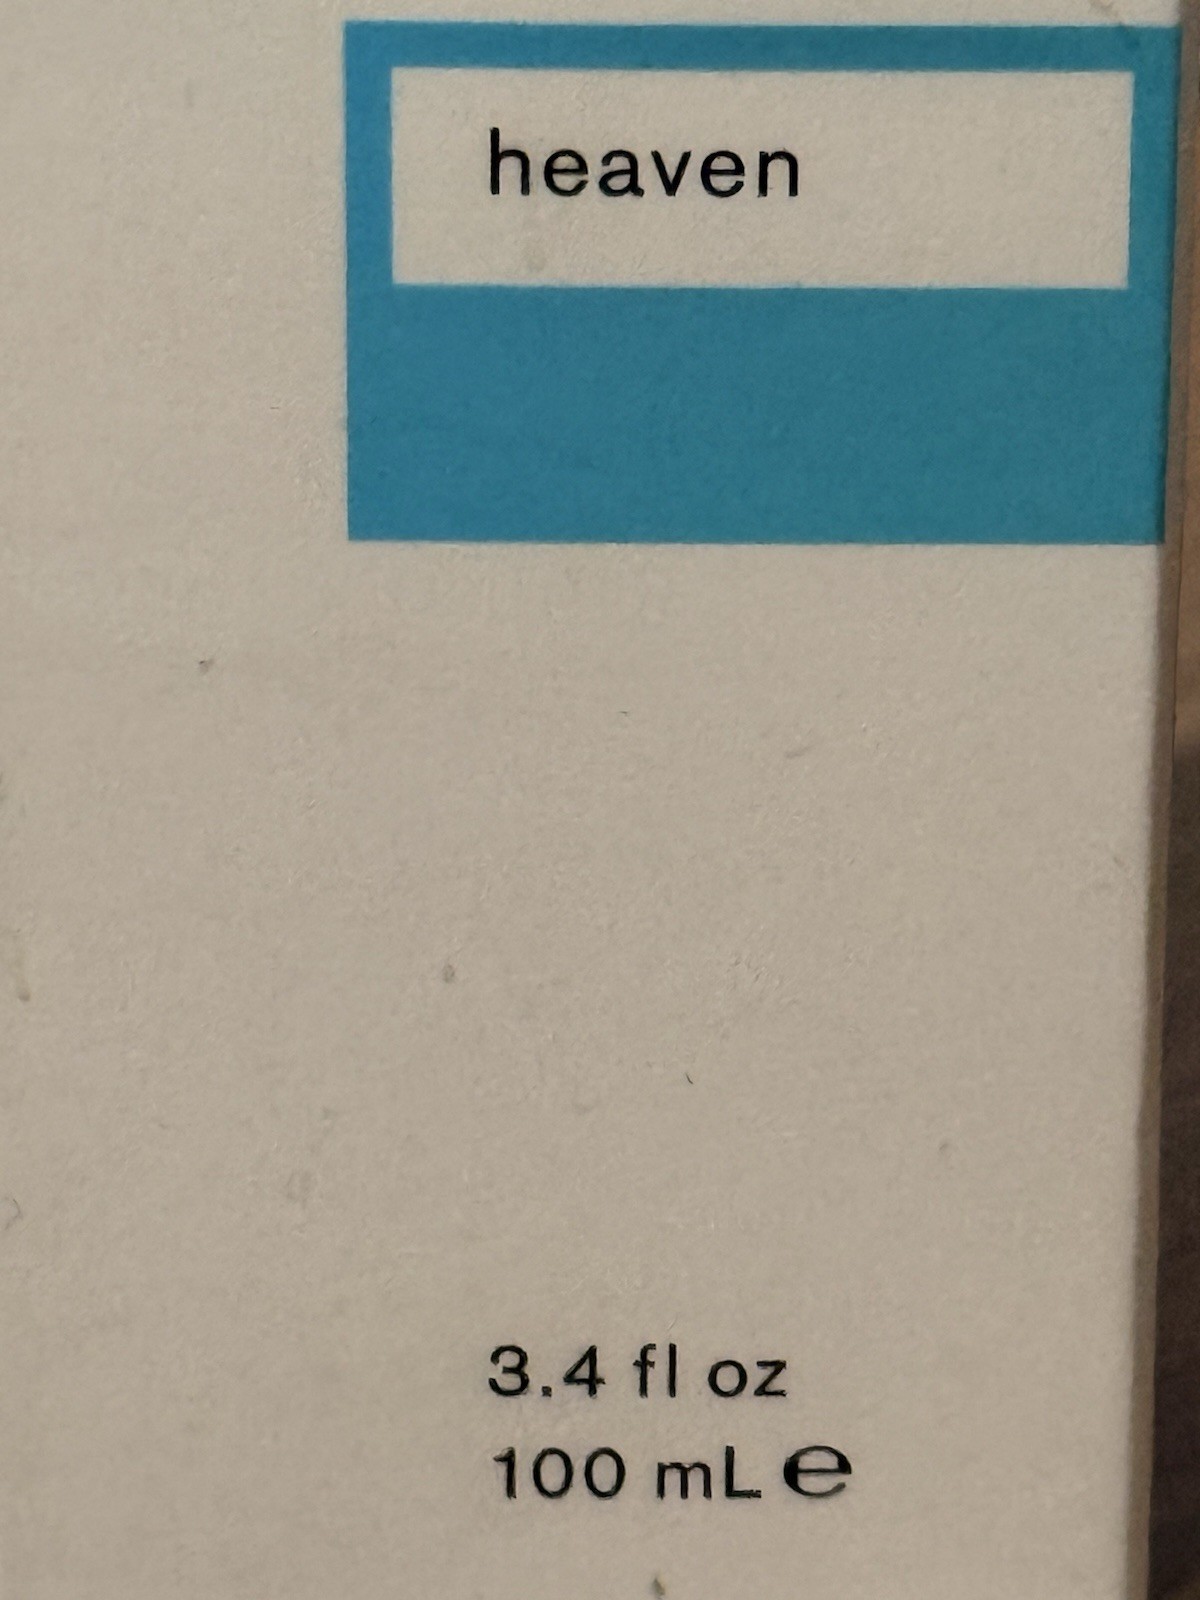 heaven
3.4 fl oz
100 mL ℮